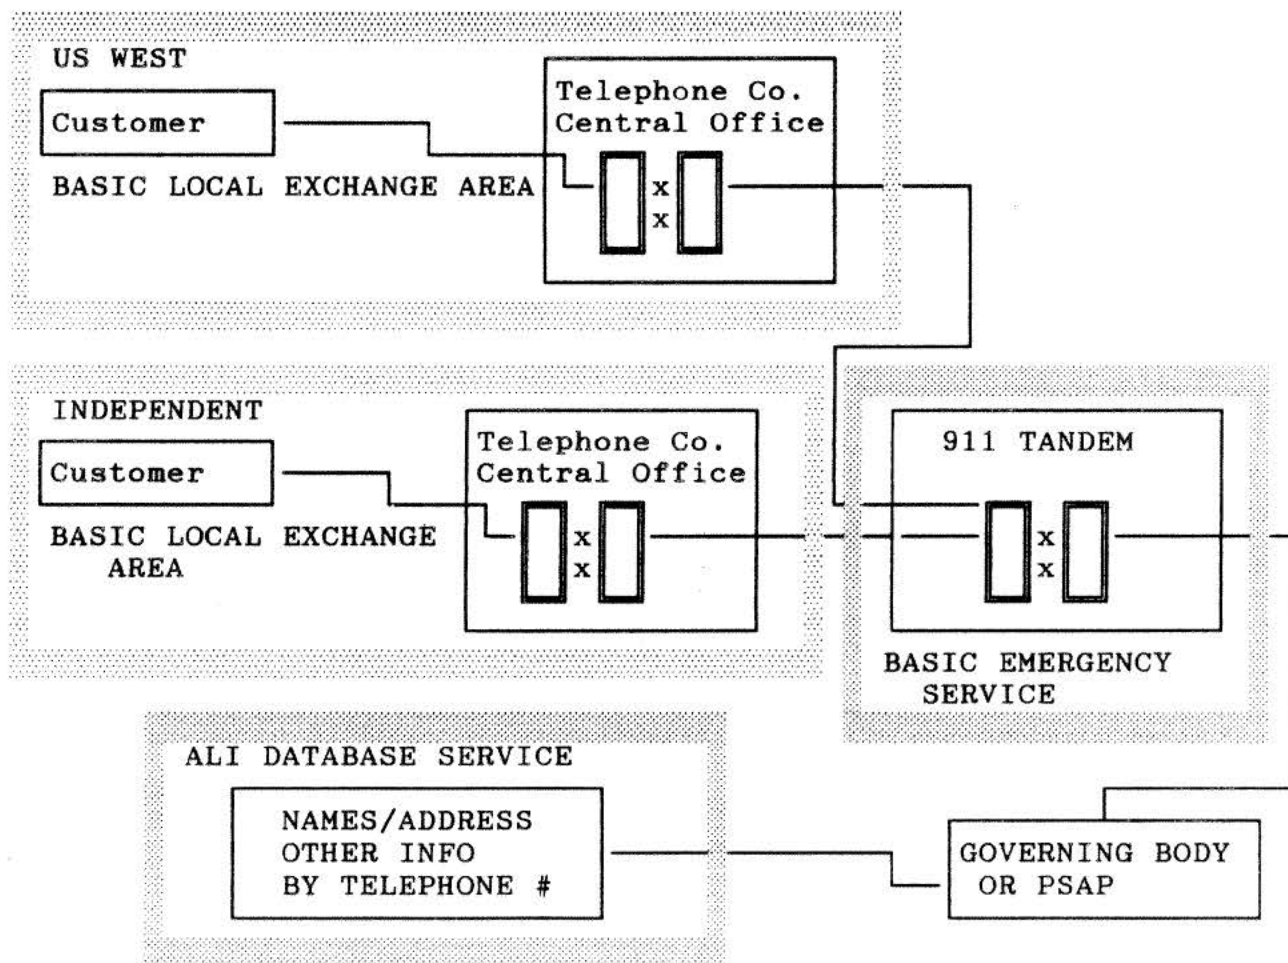 US WEST
Customer
BASIC LOCAL EXCHANGE AREA
Telephone Co.
Central Office
x
x
INDEPENDENT
Customer
BASIC LOCAL EXCHANGE
AREA
Telephone Co.
Central Office
x
x
911 TANDEM
x
x
BASIC EMERGENCY
SERVICE
ALI DATABASE SERVICE
NAMES/ADDRESS
OTHER INFO
BY TELEPHONE #
GOVERNING BODY
OR PSAP